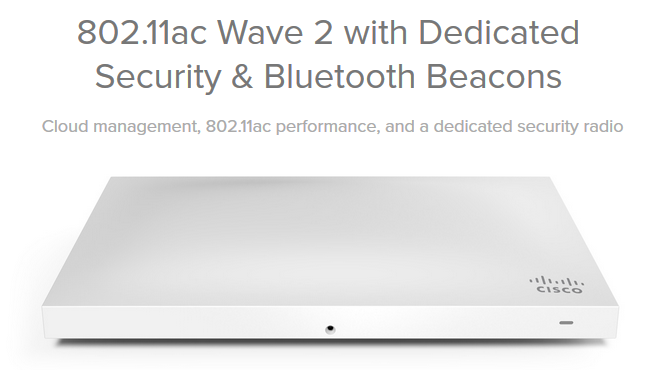 802.11ac Wave 2 with Dedicated
Security & Bluetooth Beacons
Cloud management, 802.11ac performance, and a dedicated security radio
CISCO